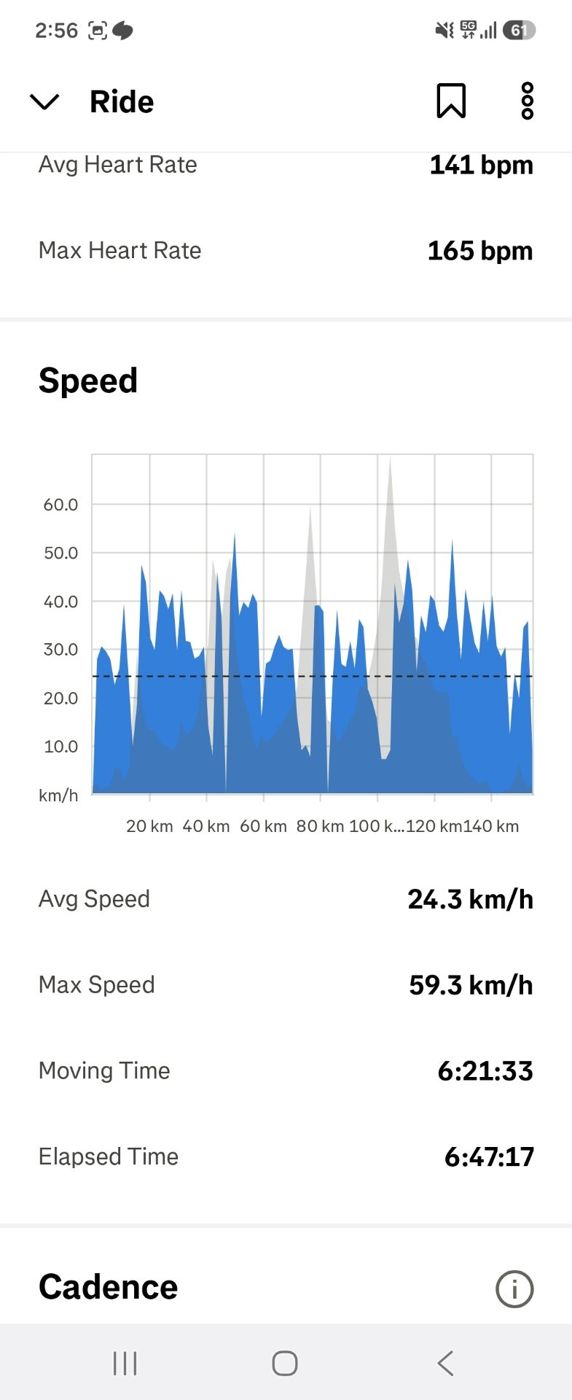 2:56 5G 61
Ride
Avg Heart Rate 141 bpm
Max Heart Rate 165 bpm
Speed
60.0
50.0
40.0
30.0
20.0
10.0
km/h
20 km 40 km 60 km 80 km 100 k...120 km140 km
Avg Speed 24.3 km/h
Max Speed 59.3 km/h
Moving Time 6:21:33
Elapsed Time 6:47:17
Cadence